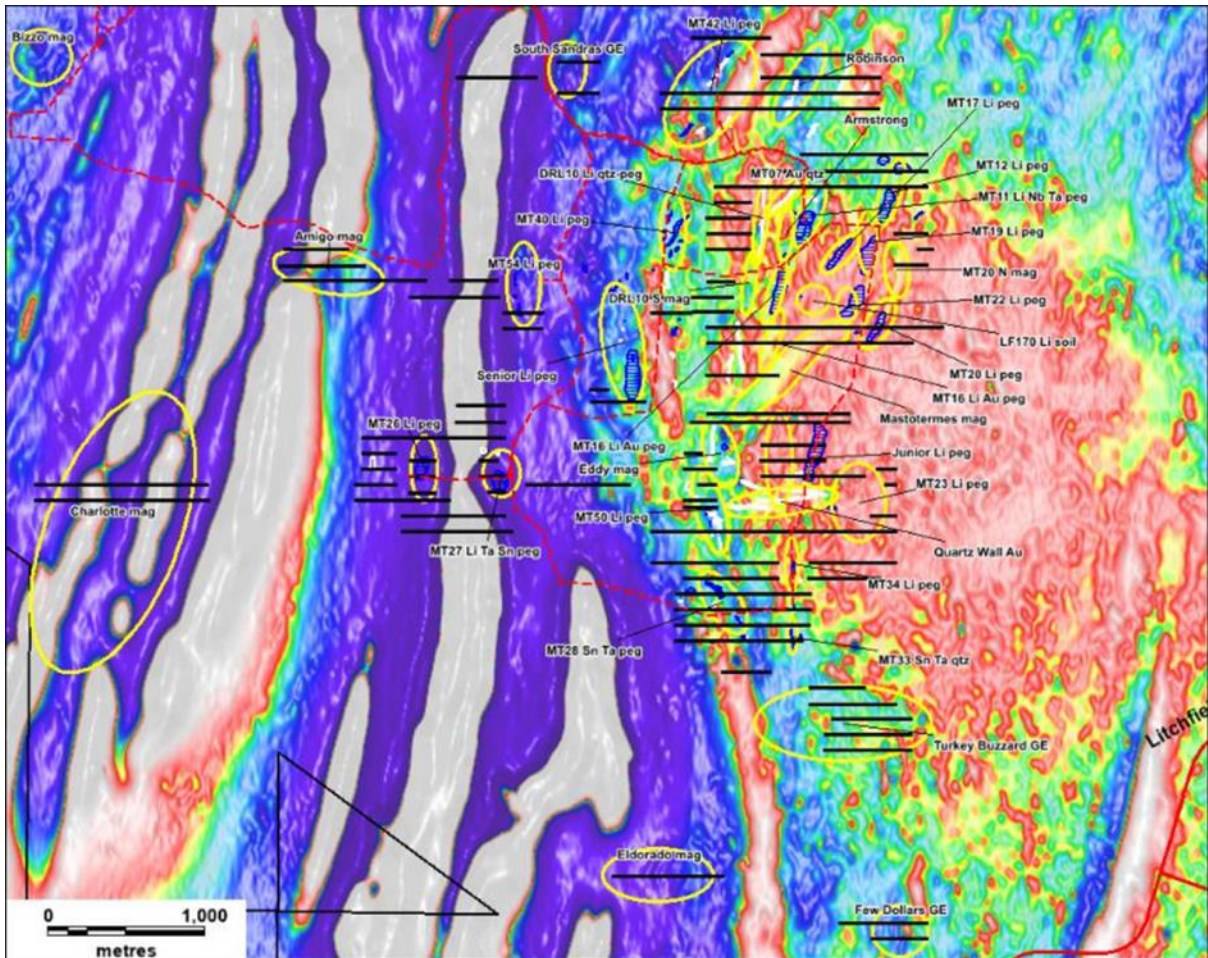 Bizzo mag
South Sandras GE
MT42 Li peg
Robinson
MT17 Li peg
Armstrong
MT12 Li peg
DRL10 Li qtz-peg
MT07 Au qtz
MT11 Li Nb Ta peg
MT40 Li peg
MT19 Li peg
Amigo mag
MT54 Li peg
MT20 N mag
DRL10 S mag
MT22 Li peg
LF170 Li soil
Senior Li peg
MT20 Li peg
MT16 Li Au peg
Mastotermes mag
MT26 Li peg
MT16 Li Au peg
Junior Li peg
Eddy mag
MT23 Li peg
Charlotte mag
MT50 Li peg
MT27 Li Ta Sn peg
Quartz Wall Au
MT34 Li peg
MT28 Sn Ta peg
MT33 Sn Ta qtz
Litchfie
Turkey Buzzard GE
Eldorado mag
Few Dollars GE
0 1,000
metres